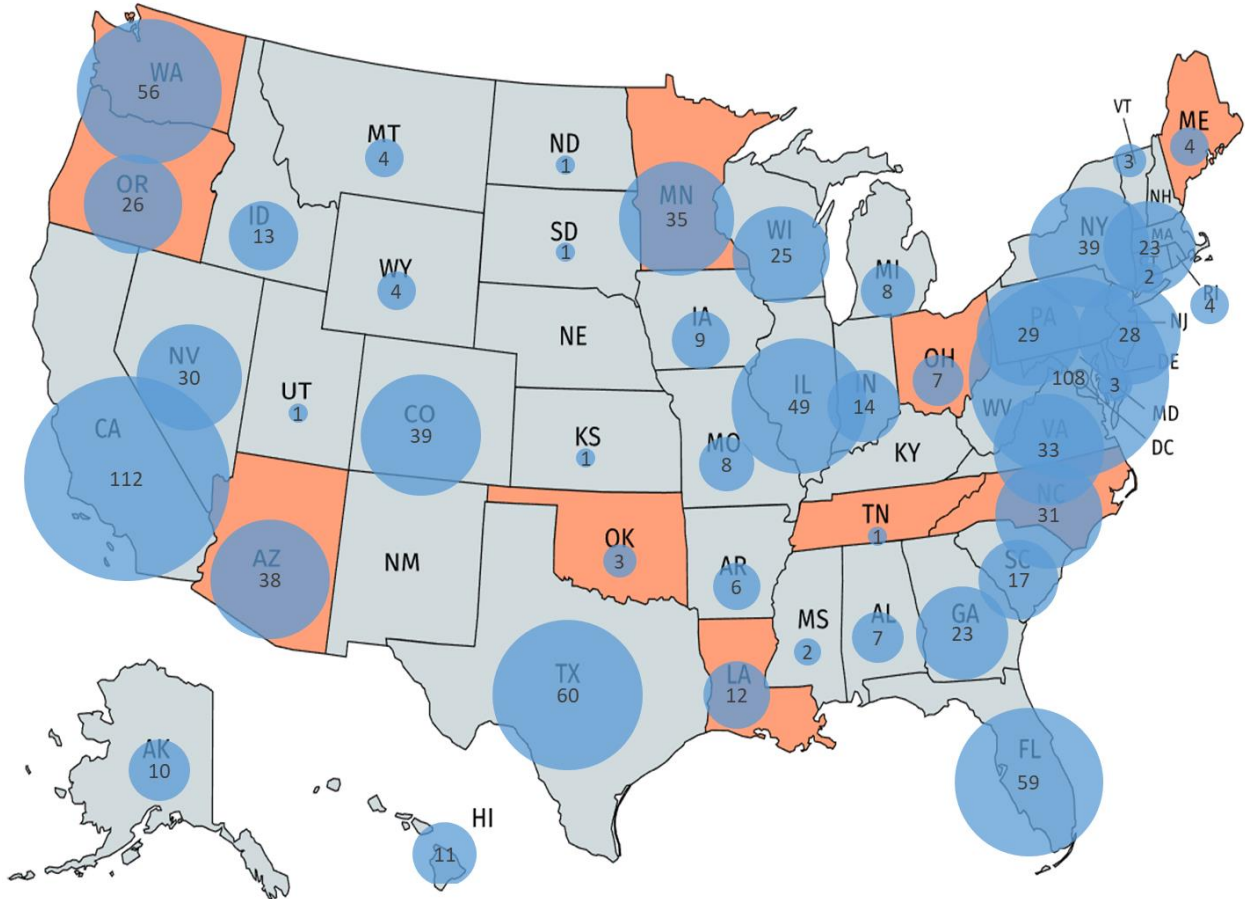 WA
56
OR
26
ID
13
MT
4
ND
1
SD
1
WY
4
NE
NV
30
UT
1
CO
39
KS
1
CA
112
AZ
38
NM
OK
3
TX
60
MN
35
WI
25
IA
9
MO
8
AR
6
LA
12
MI
8
IL
49
IN
14
OH
7
KY
TN
1
MS
2
AL
7
GA
23
SC
17
NC
31
VA
33
WV
FL
59
PA
29
108
NY
39
VT
3
NH
ME
4
MA
23
2
RI
4
NJ
28
DE
3
MD
DC
AK
10
HI
11